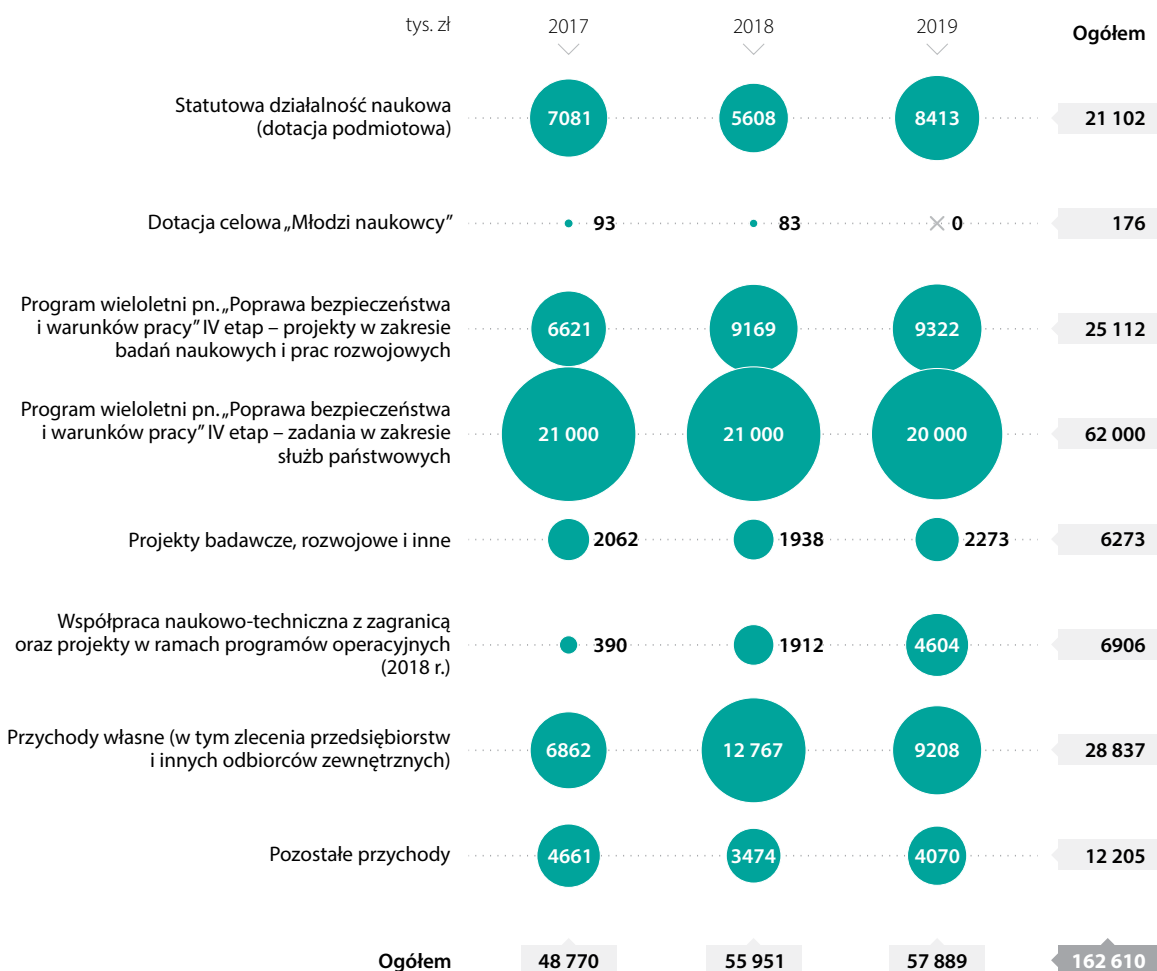 tys. zł 2017 2018 2019 Ogółem
Statutowa działalność naukowa
(dotacja podmiotowa)
7081 5608 8413 21 102
Dotacja celowa „Młodzi naukowcy” 93 83 0 176
Program wieloletni pn. „Poprawa bezpieczeństwa
i warunków pracy” IV etap – projekty w zakresie
badań naukowych i prac rozwojowych
6621 9169 9322 25 112
Program wieloletni pn. „Poprawa bezpieczeństwa
i warunków pracy” IV etap – zadania w zakresie
służb państwowych
21 000 21 000 20 000 62 000
Projekty badawcze, rozwojowe i inne 2062 1938 2273 6273
Współpraca naukowo-techniczna z zagranicą
oraz projekty w ramach programów operacyjnych
(2018 r.)
390 1912 4604 6906
Przychody własne (w tym zlecenia przedsiębiorstw
i innych odbiorców zewnętrznych)
6862 12 767 9208 28 837
Pozostałe przychody 4661 3474 4070 12 205
Ogółem 48 770 55 951 57 889 162 610